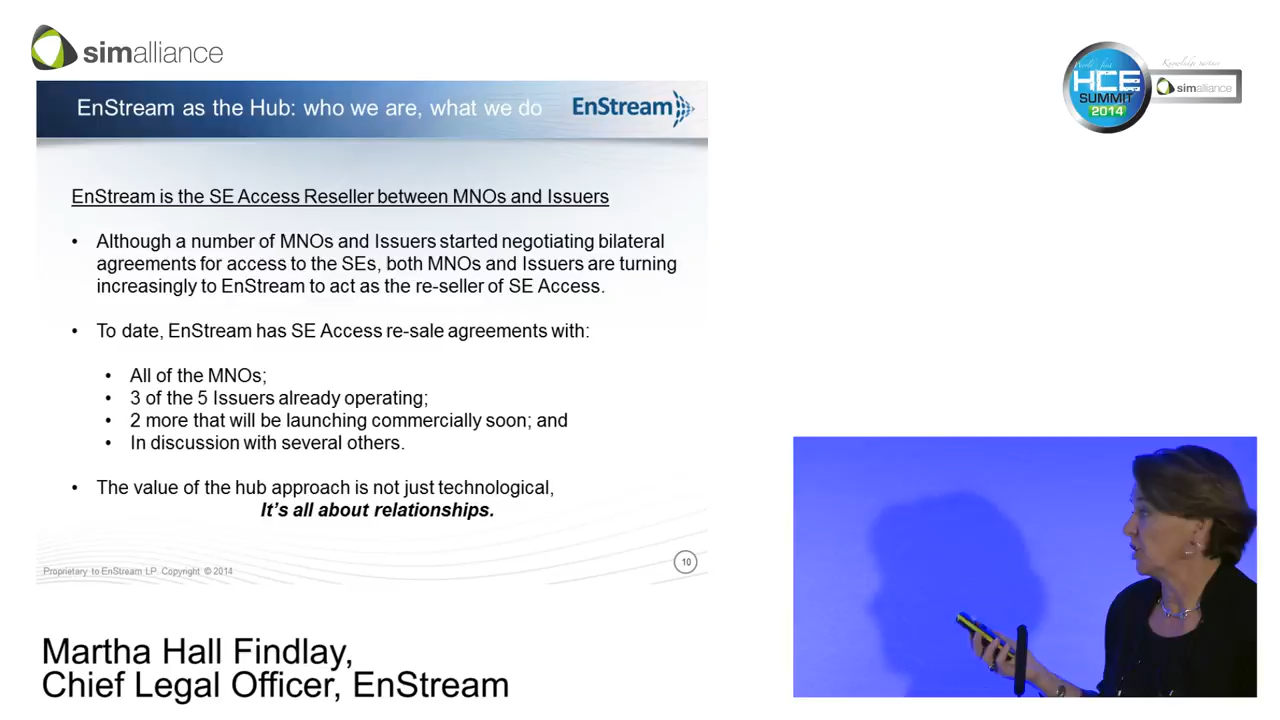 simalliance
World's first
HCE
SUMMIT
2014
Knowledge partner
simalliance
EnStream as the Hub: who we are, what we do
EnStream
EnStream is the SE Access Reseller between MNOs and Issuers
• Although a number of MNOs and Issuers started negotiating bilateral
agreements for access to the SEs, both MNOs and Issuers are turning
increasingly to EnStream to act as the re-seller of SE Access.
• To date, EnStream has SE Access re-sale agreements with:
• All of the MNOs;
• 3 of the 5 Issuers already operating;
• 2 more that will be launching commercially soon; and
• In discussion with several others.
• The value of the hub approach is not just technological,
It's all about relationships.
Proprietary to EnStream LP. Copyright © 2014
10
Martha Hall Findlay,
Chief Legal Officer, EnStream